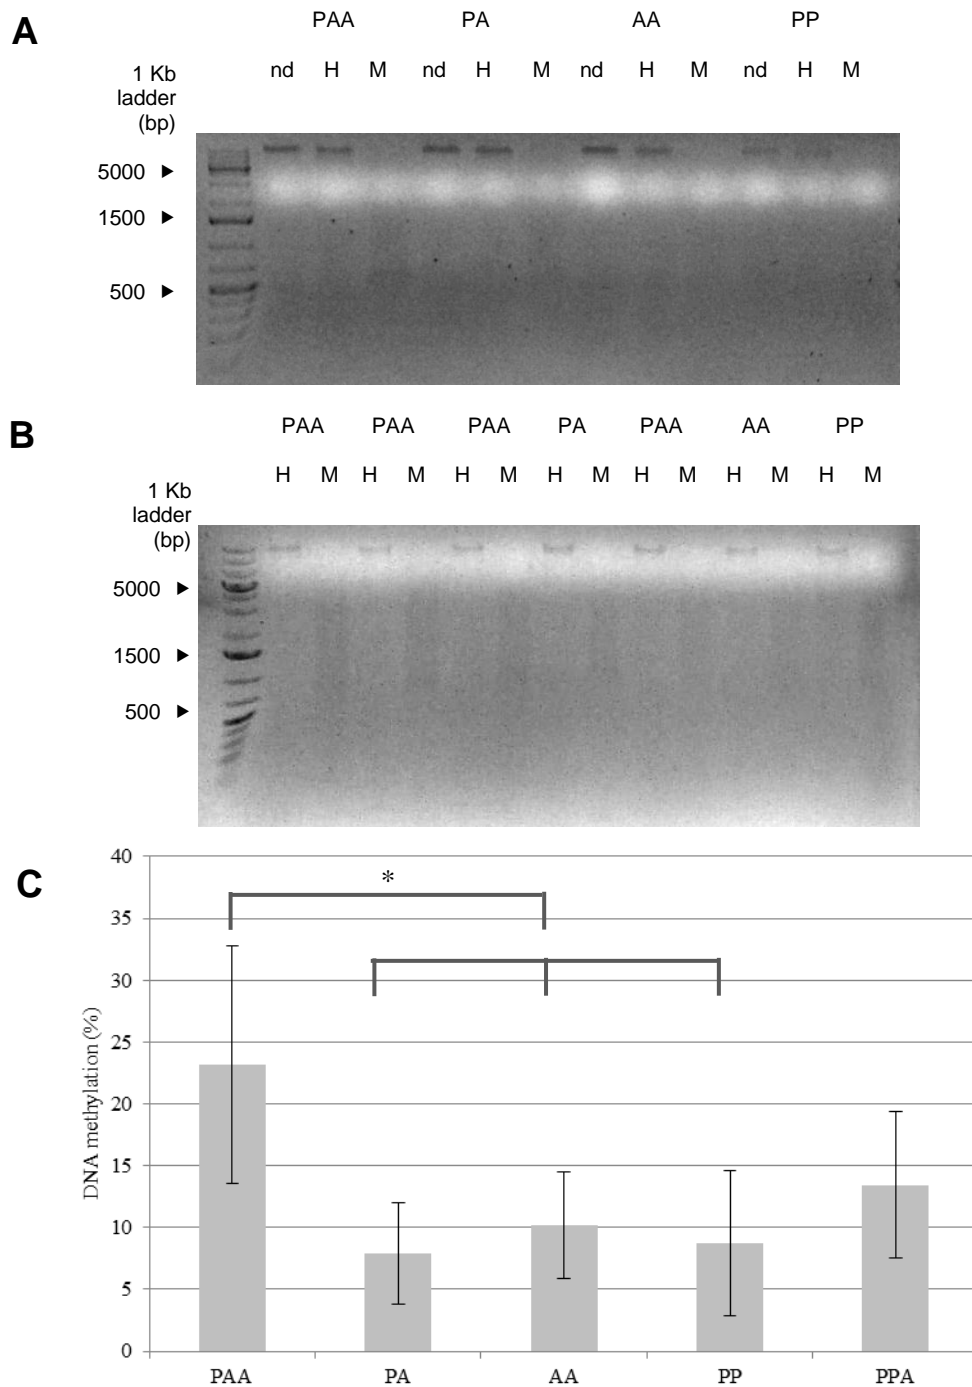 A
PAA PA AA PP
nd H M nd H M nd H M nd H M
1 Kb
ladder
(bp)
5000 ►
1500 ►
500 ►
B
PAA PAA PAA PA PAA AA PP
H M H M H M H M H M H M H M
1 Kb
ladder
(bp)
5000 ►
1500 ►
500 ►
C
*
DNA methylation (%)
40
35
30
25
20
15
10
5
0
PAA PA AA PP PPA